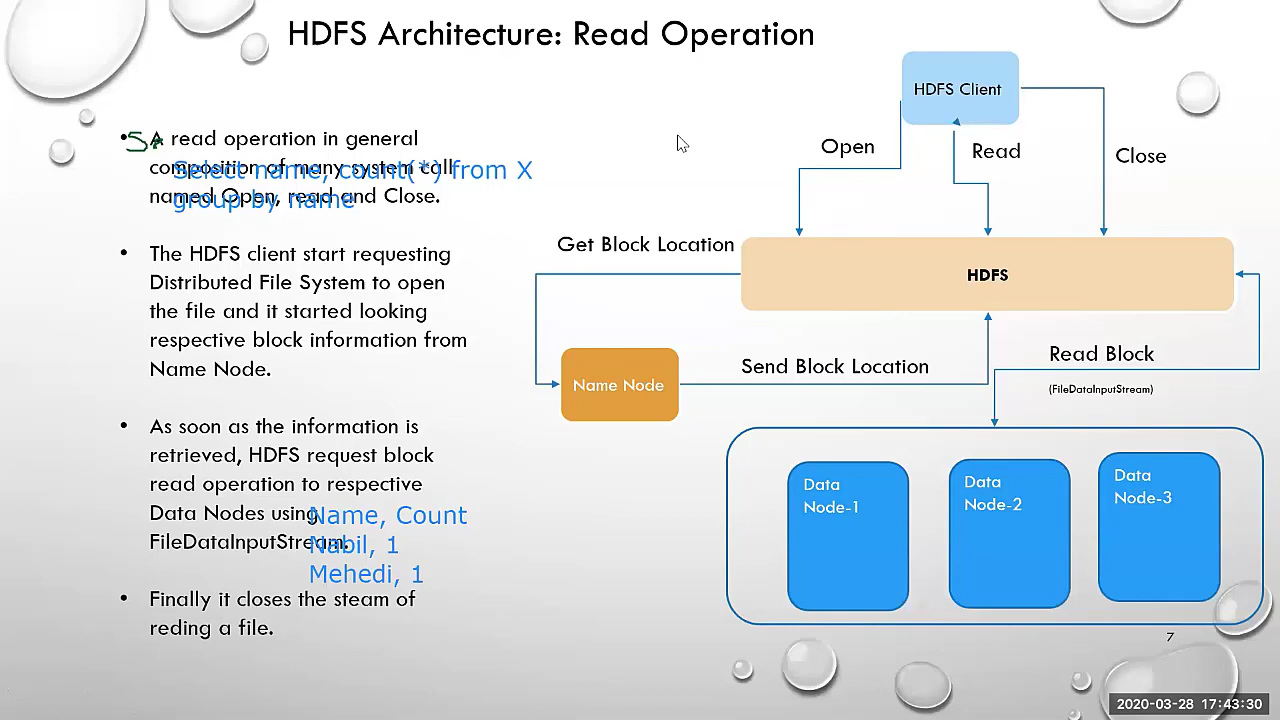 HDFS Architecture: Read Operation
• A read operation in general
composition of many system call
named Open, read and Close.
Select name, count(*) from X
group by name
• The HDFS client start requesting
Distributed File System to open
the file and it started looking
respective block information from
Name Node.
• As soon as the information is
retrieved, HDFS request block
read operation to respective
Data Nodes using
FileDataInputStream.
Name, Count
Nabil, 1
Mehedi, 1
• Finally it closes the steam of
reding a file.
HDFS Client
Open
Read
Close
Get Block Location
HDFS
Name Node
Send Block Location
Read Block
(FileDataInputStream)
Data
Node-1
Data
Node-2
Data
Node-3
7
2020-03-28 17:43:30